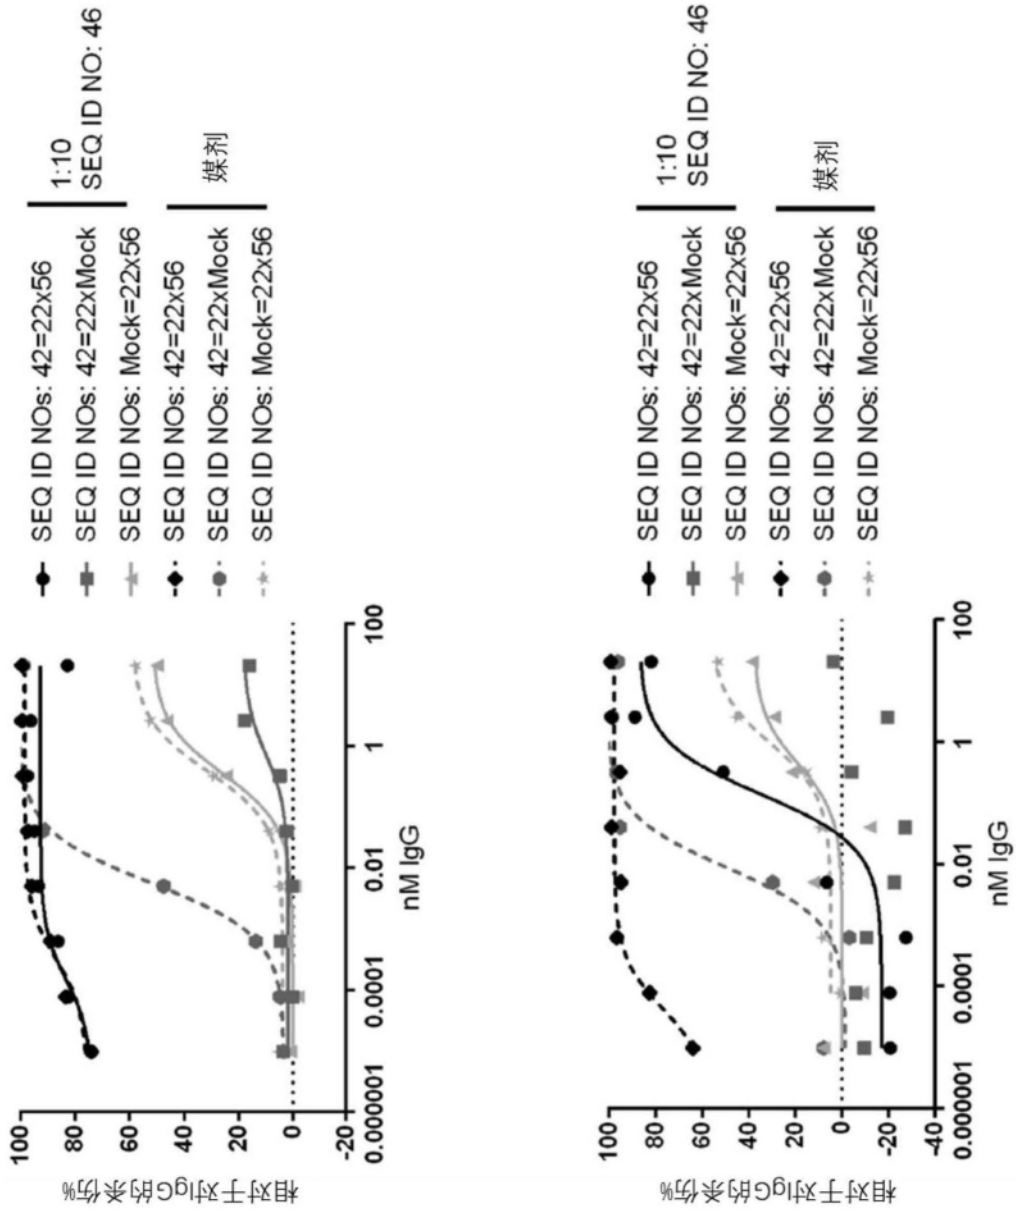 相对于对IgG的杀伤%
100
80
60
40
20
0
-20
0.000001
0.0001
0.01
1
100
nM IgG
SEQ ID NOs: 42=22x56
SEQ ID NOs: 42=22xMock
SEQ ID NOs: Mock=22x56
SEQ ID NOs: 42=22x56
SEQ ID NOs: 42=22xMock
SEQ ID NOs: Mock=22x56
1:10
SEQ ID NO: 46
媒剂
相对于对IgG的杀伤%
100
80
60
40
20
0
-20
-40
0.000001
0.0001
0.01
1
100
nM IgG
SEQ ID NOs: 42=22x56
SEQ ID NOs: 42=22xMock
SEQ ID NOs: Mock=22x56
SEQ ID NOs: 42=22x56
SEQ ID NOs: 42=22xMock
SEQ ID NOs: Mock=22x56
1:10
SEQ ID NO: 46
媒剂